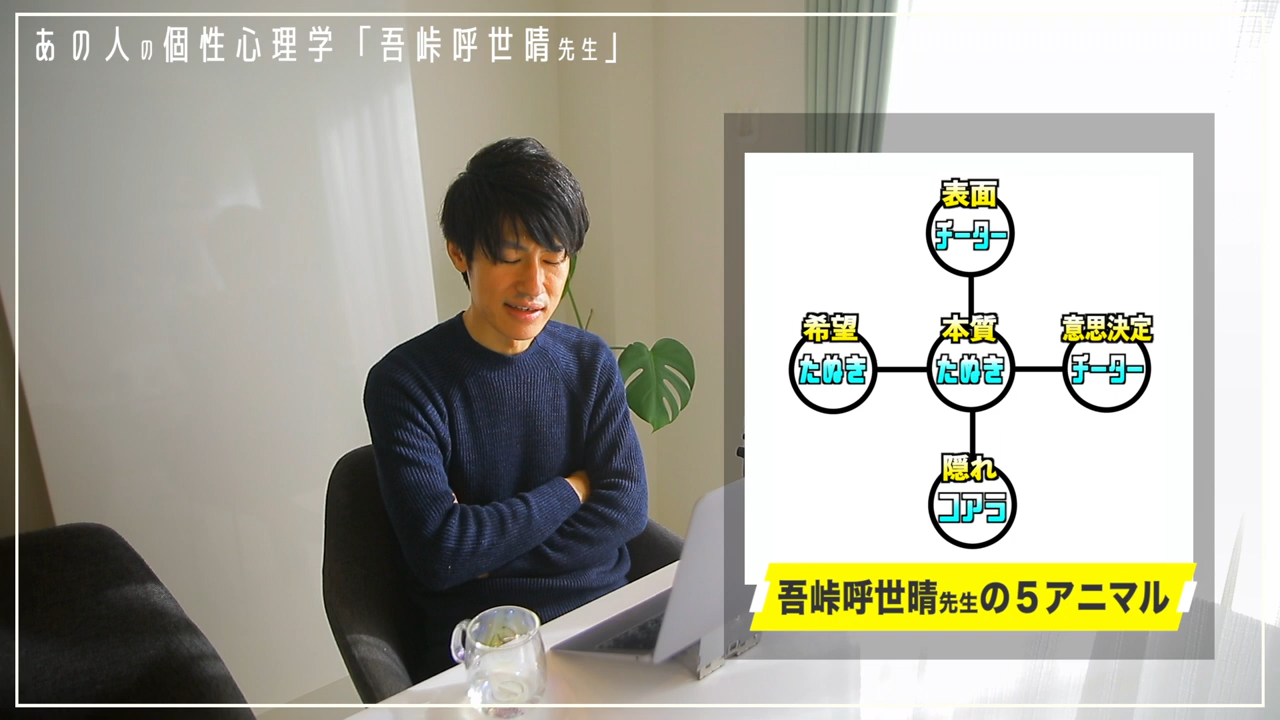 あの人の個性心理学「吾峠呼世晴先生」
表面
チーター
希望
たぬき
本質
たぬき
意思決定
チーター
隠れ
コアラ
吾峠呼世晴先生の5アニマル